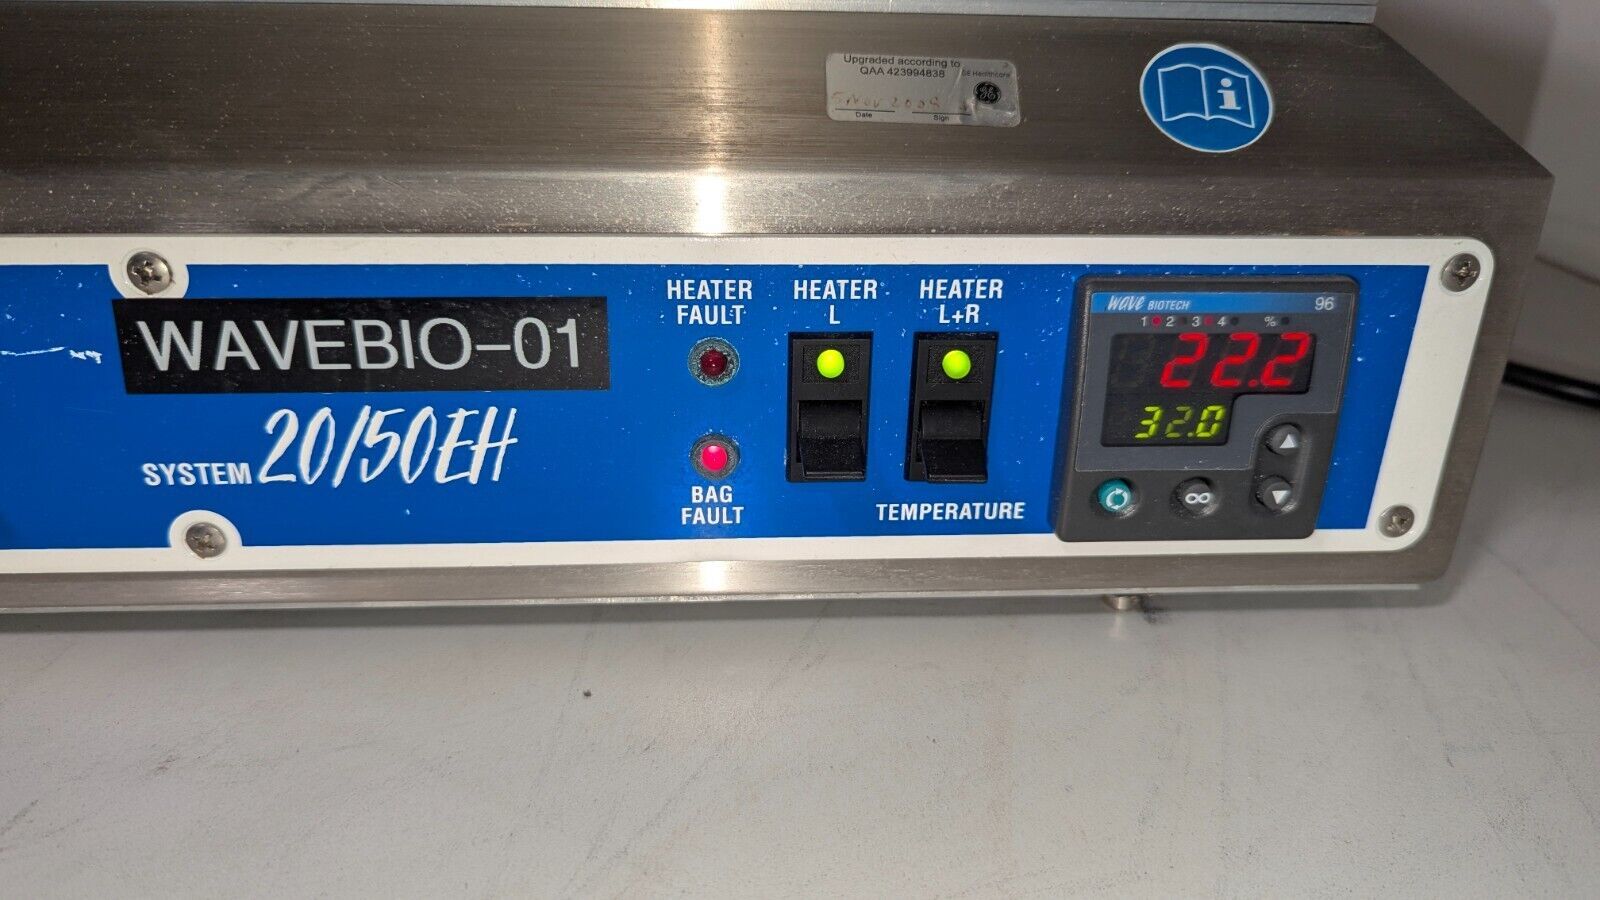 Upgraded according to
QAA 423994838
GE Healthcare
Date Sign
WAVEBIO-01
SYSTEM 20/50EH
HEATER FAULT
BAG FAULT
HEATER L
HEATER L+R
TEMPERATURE
wave BIOTECH 96
1 2 3 4 %
22.2
32.0